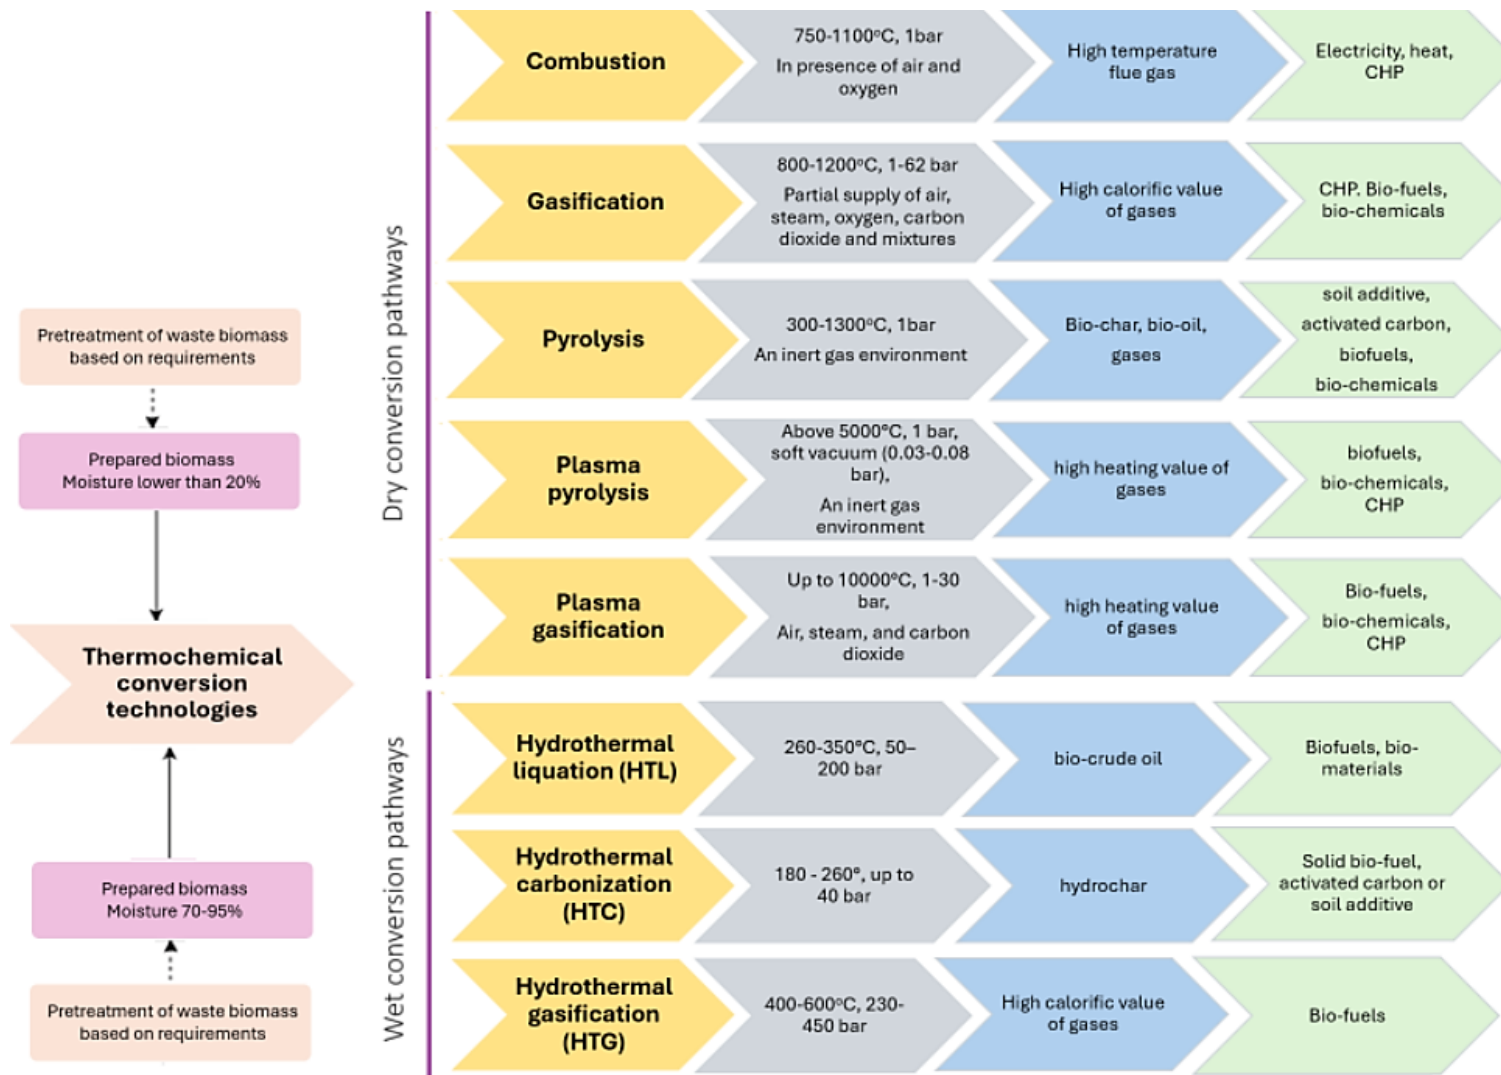 Pretreatment of waste biomass
based on requirements
Prepared biomass
Moisture lower than 20%
Thermochemical
conversion
technologies
Prepared biomass
Moisture 70-95%
Pretreatment of waste biomass
based on requirements
Dry conversion pathways
Combustion
750-1100°C, 1bar
In presence of air and
oxygen
High temperature
flue gas
Electricity, heat,
CHP
Gasification
800-1200°C, 1-62 bar
Partial supply of air,
steam, oxygen, carbon
dioxide and mixtures
High calorific value
of gases
CHP. Bio-fuels,
bio-chemicals
Pyrolysis
300-1300°C, 1bar
An inert gas environment
Bio-char, bio-oil,
gases
soil additive,
activated carbon,
biofuels,
bio-chemicals
Plasma
pyrolysis
Above 5000°C, 1 bar,
soft vacuum (0.03-0.08
bar),
An inert gas
environment
high heating value of
gases
biofuels,
bio-chemicals,
CHP
Plasma
gasification
Up to 10000°C, 1-30
bar,
Air, steam, and carbon
dioxide
high heating value
of gases
Bio-fuels,
bio-chemicals,
CHP
Wet conversion pathways
Hydrothermal
liquation (HTL)
260-350°C, 50–
200 bar
bio-crude oil
Biofuels, bio-
materials
Hydrothermal
carbonization
(HTC)
180 - 260°, up to
40 bar
hydrochar
Solid bio-fuel,
activated carbon or
soil additive
Hydrothermal
gasification
(HTG)
400-600°C, 230-
450 bar
High calorific value
of gases
Bio-fuels